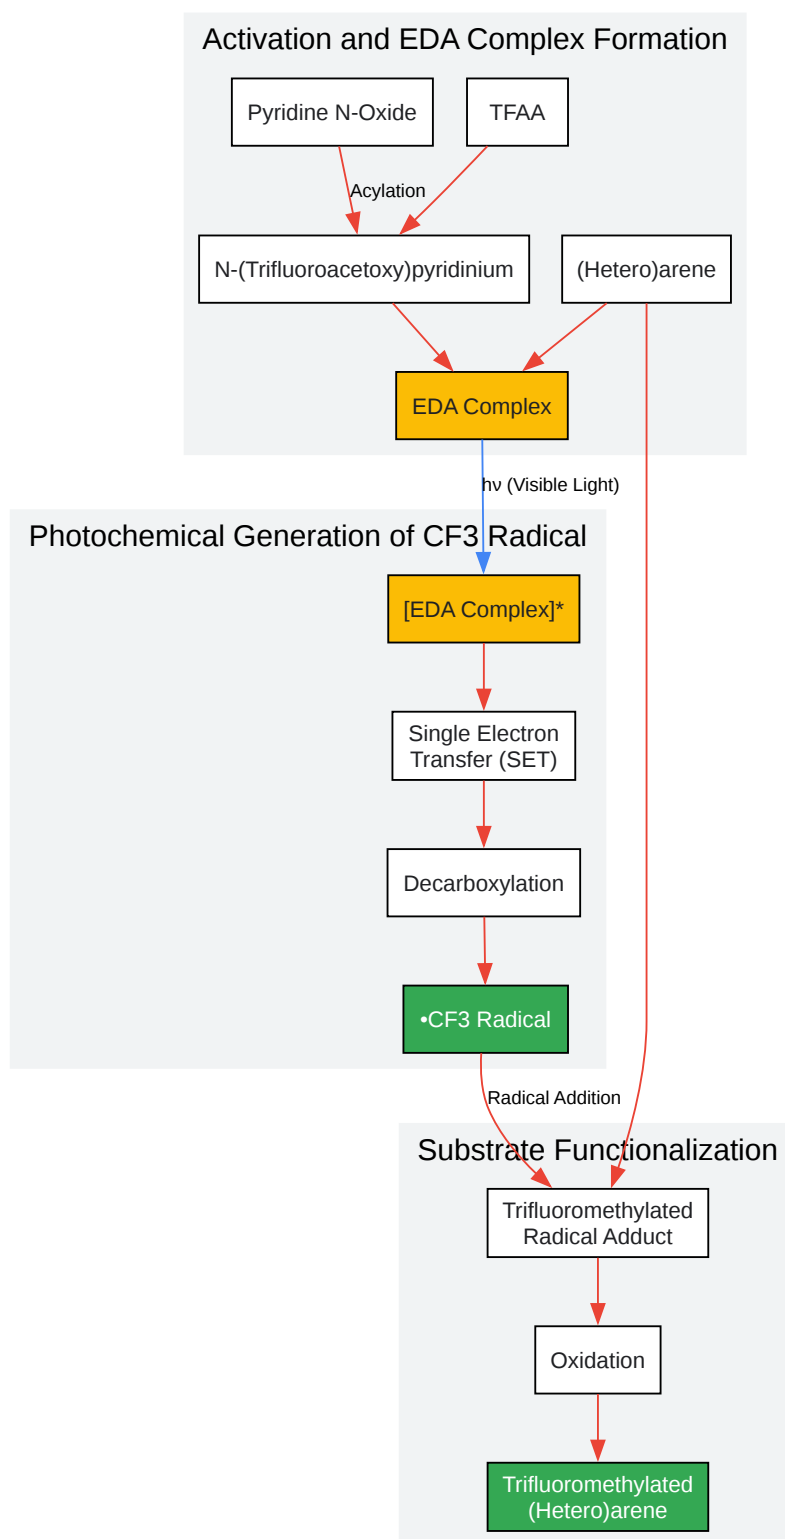 Activation and EDA Complex Formation
Pyridine N-Oxide
TFAA
Acylation
N-(Trifluoroacetoxy)pyridinium
(Hetero)arene
EDA Complex
hν (Visible Light)
Photochemical Generation of CF3 Radical
[EDA Complex]*
Single Electron
Transfer (SET)
Decarboxylation
•CF3 Radical
Radical Addition
Substrate Functionalization
Trifluoromethylated
Radical Adduct
Oxidation
Trifluoromethylated
(Hetero)arene